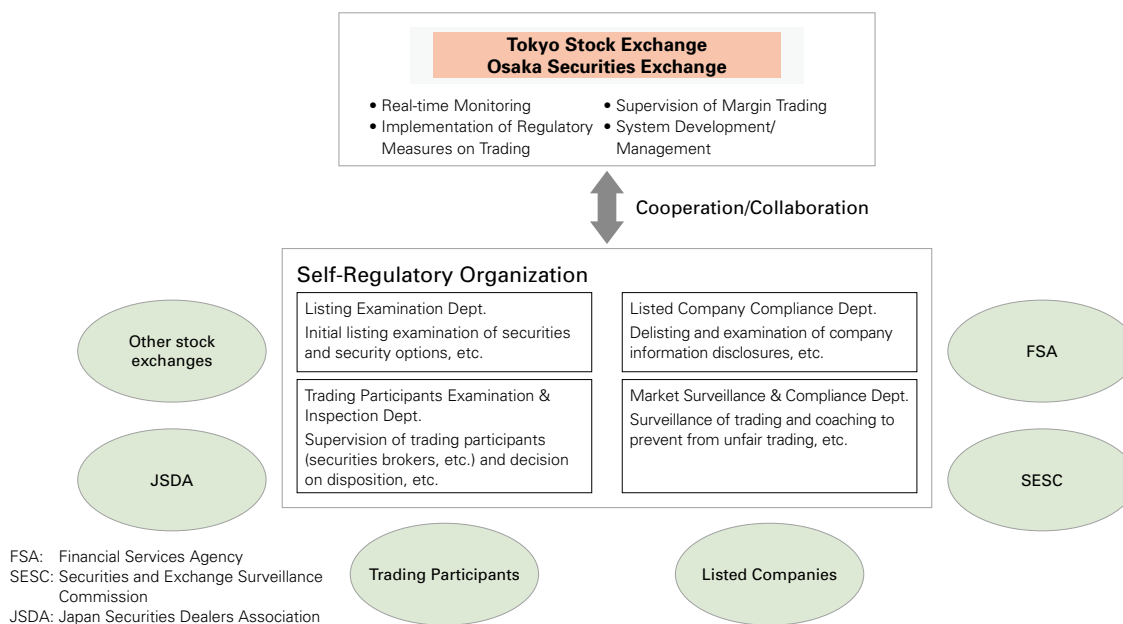 Tokyo Stock Exchange
Osaka Securities Exchange
• Real-time Monitoring
• Implementation of Regulatory
Measures on Trading
• Supervision of Margin Trading
• System Development/
Management
Cooperation/Collaboration
Self-Regulatory Organization
Listing Examination Dept.
Initial listing examination of securities
and security options, etc.
Listed Company Compliance Dept.
Delisting and examination of company
information disclosures, etc.
Trading Participants Examination &
Inspection Dept.
Supervision of trading participants
(securities brokers, etc.) and decision
on disposition, etc.
Market Surveillance & Compliance Dept.
Surveillance of trading and coaching to
prevent from unfair trading, etc.
Other stock
exchanges
FSA
JSDA
SESC
Trading Participants
Listed Companies
FSA: Financial Services Agency
SESC: Securities and Exchange Surveillance
Commission
JSDA: Japan Securities Dealers Association